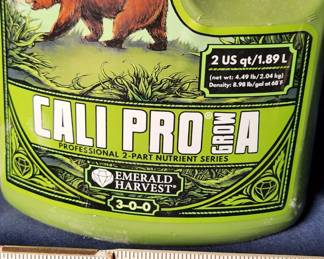 2 US qt/1.89 L
(net wt: 4.49 lb/2.04 kg)
Density: 8.98 lb/gal at 68°F
CALI PRO® GROW A
PROFESSIONAL 2-PART NUTRIENT SERIES
EMERALD
HARVEST®
3-0-0